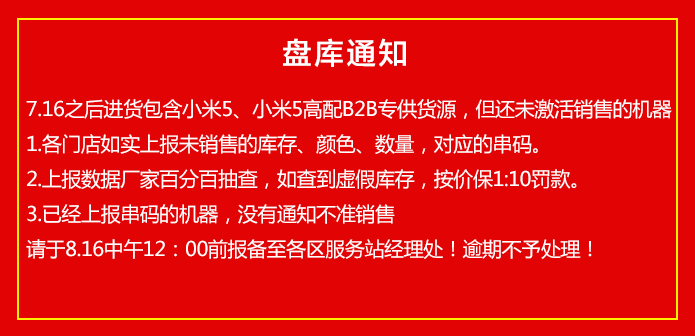 盘库通知
7.16之后进货包含小米5、小米5高配B2B专供货源，但还未激活销售的机器
1.各门店如实上报未销售的库存、颜色、数量，对应的串码。
2.上报数据厂家百分百抽查，如查到虚假库存，按价保1:10罚款。
3.已经上报串码的机器，没有通知不准销售
请于8.16中午12：00前报备至各区服务站经理处！逾期不予处理！